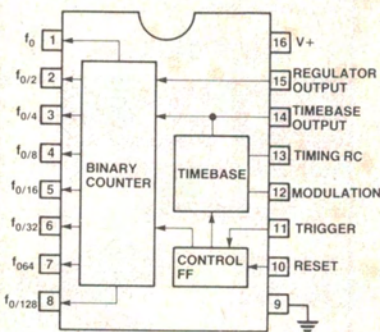 f0 1
f0/2 2
f0/4 3
f0/8 4
f0/16 5
f0/32 6
f064 7
f0/128 8
BINARY
COUNTER
TIMEBASE
CONTROL
FF
16 V+
15 REGULATOR
OUTPUT
14 TIMEBASE
OUTPUT
13 TIMING RC
12 MODULATION
11 TRIGGER
10 RESET
9